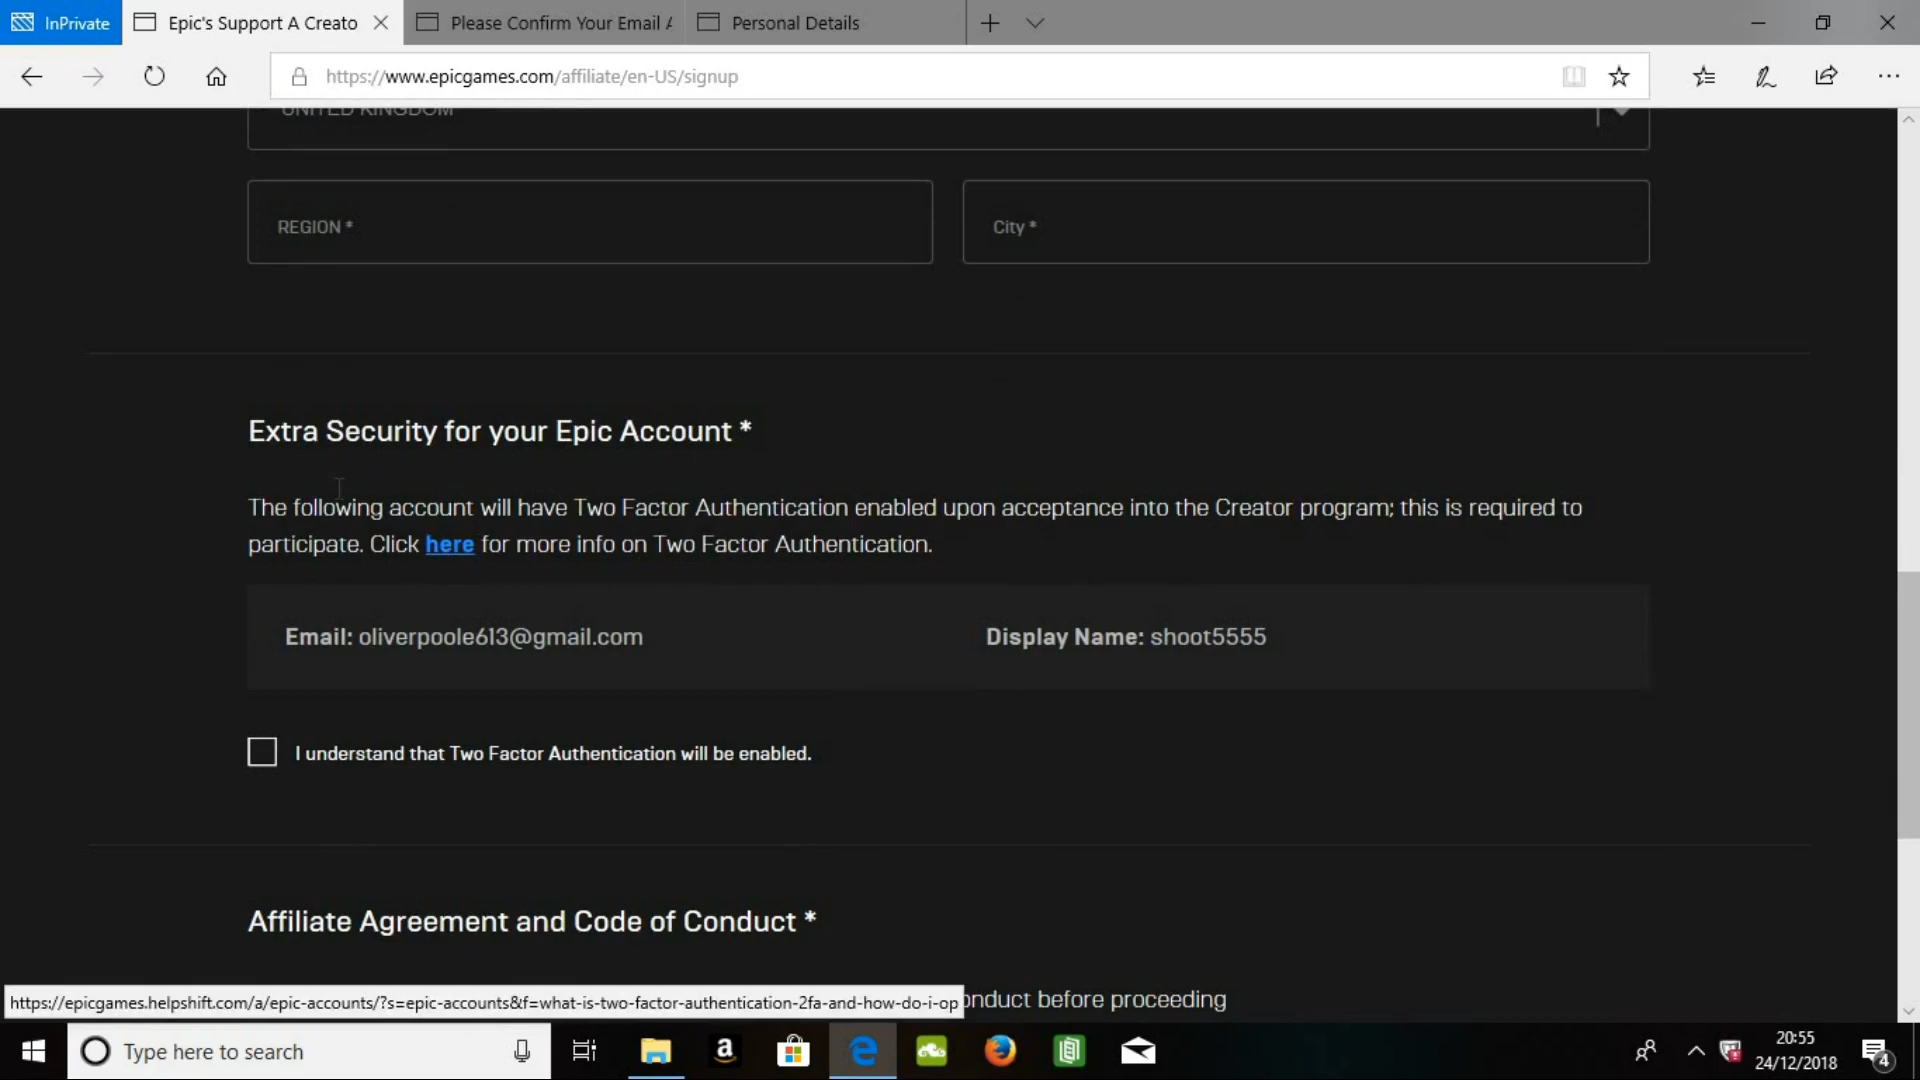 InPrivate Epic's Support A Creato Please Confirm Your Email A Personal Details
https://www.epicgames.com/affiliate/en-US/signup
UNITED KINGDOM
REGION * City *
Extra Security for your Epic Account *
The following account will have Two Factor Authentication enabled upon acceptance into the Creator program; this is required to
participate. Click here for more info on Two Factor Authentication.
Email: oliverpoole613@gmail.com Display Name: shoot5555
I understand that Two Factor Authentication will be enabled.
Affiliate Agreement and Code of Conduct *
https://epicgames.helpshift.com/a/epic-accounts/?s=epic-accounts&f=what-is-two-factor-authentication-2fa-and-how-do-i-op onduct before proceeding
Type here to search 20:55
24/12/2018 4